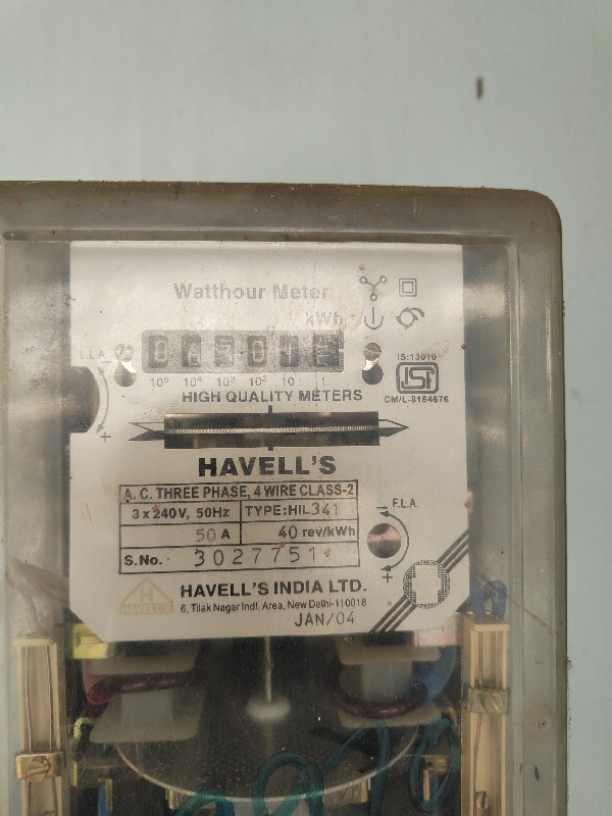 Watthour Meter
kWh
L.L.A.
IS:13010
10⁵ 10⁴ 10³ 10² 10 1
CM/L-8154676
HIGH QUALITY METERS
HAVELL'S
A.C. THREE PHASE, 4 WIRE CLASS-2
3 x 240V, 50Hz TYPE:HIL341
50 A 40 rev/kWh
S.No. 3027751
F.L.A.
HAVELL'S
HAVELL'S INDIA LTD.
6, Tilak Nagar Indl. Area, New Delhi-110018
JAN/04